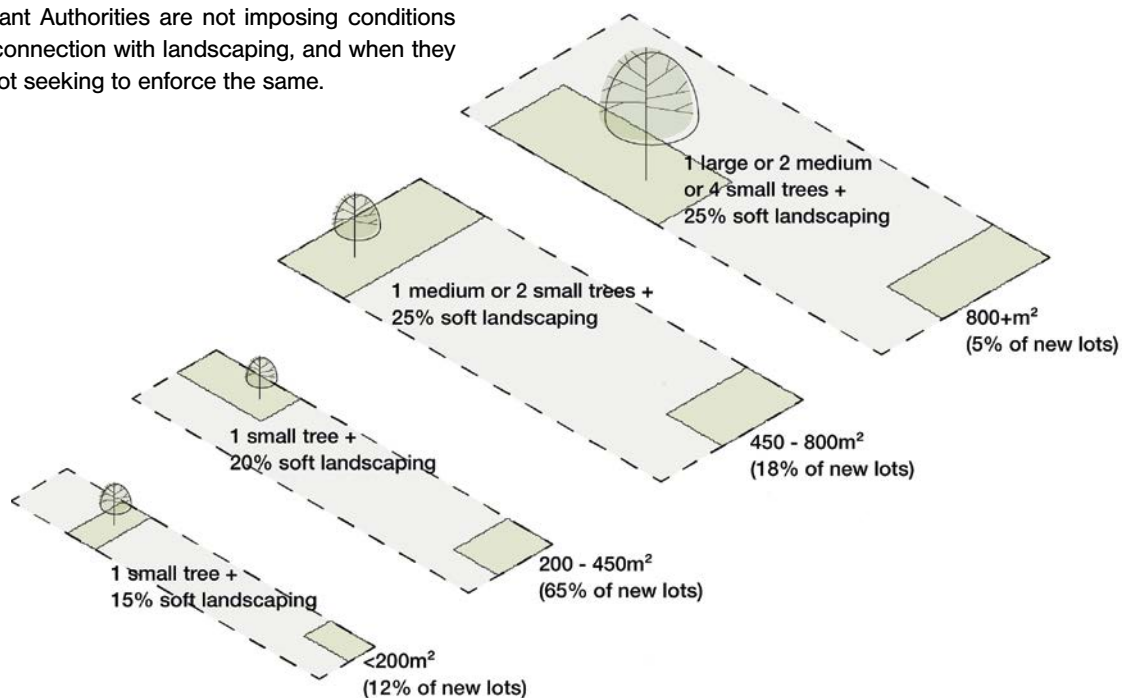 ant Authorities are not imposing conditions
connection with landscaping, and when they
ot seeking to enforce the same.
1 large or 2 medium
or 4 small trees +
25% soft landscaping
800+m²
(5% of new lots)
1 medium or 2 small trees +
25% soft landscaping
450 - 800m²
(18% of new lots)
1 small tree +
20% soft landscaping
200 - 450m²
(65% of new lots)
1 small tree +
15% soft landscaping
<200m²
(12% of new lots)